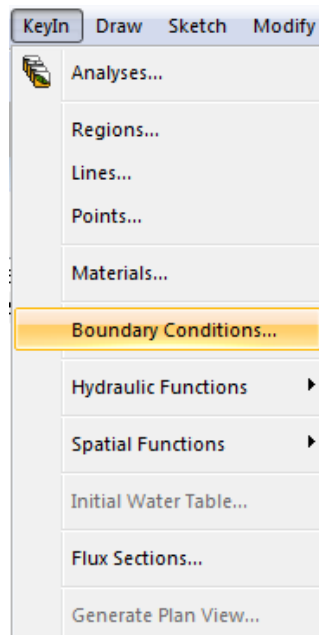 KeyIn Draw Sketch Modify
Analyses...
Regions...
Lines...
Points...
Materials...
Boundary Conditions...
Hydraulic Functions
Spatial Functions
Initial Water Table...
Flux Sections...
Generate Plan View...